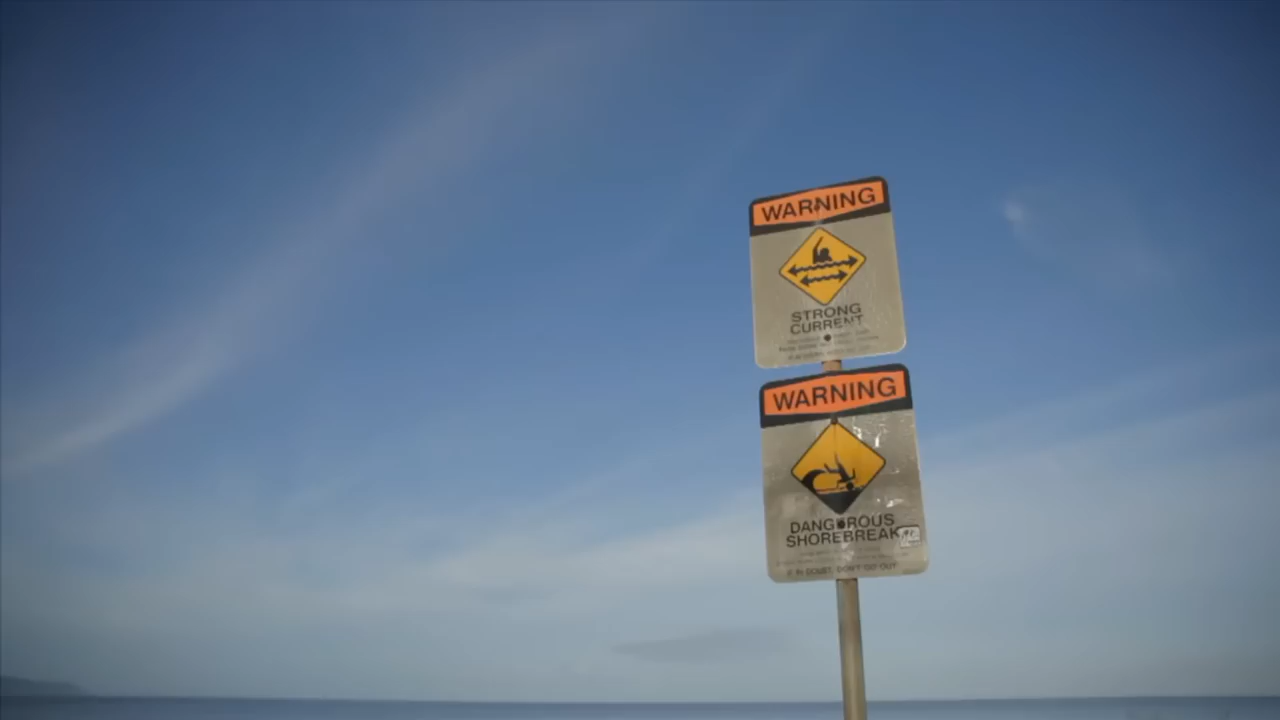 WARNING
STRONG
CURRENT
WARNING
DANGEROUS
SHOREBREAK
IF IN DOUBT, DON'T GO OUT